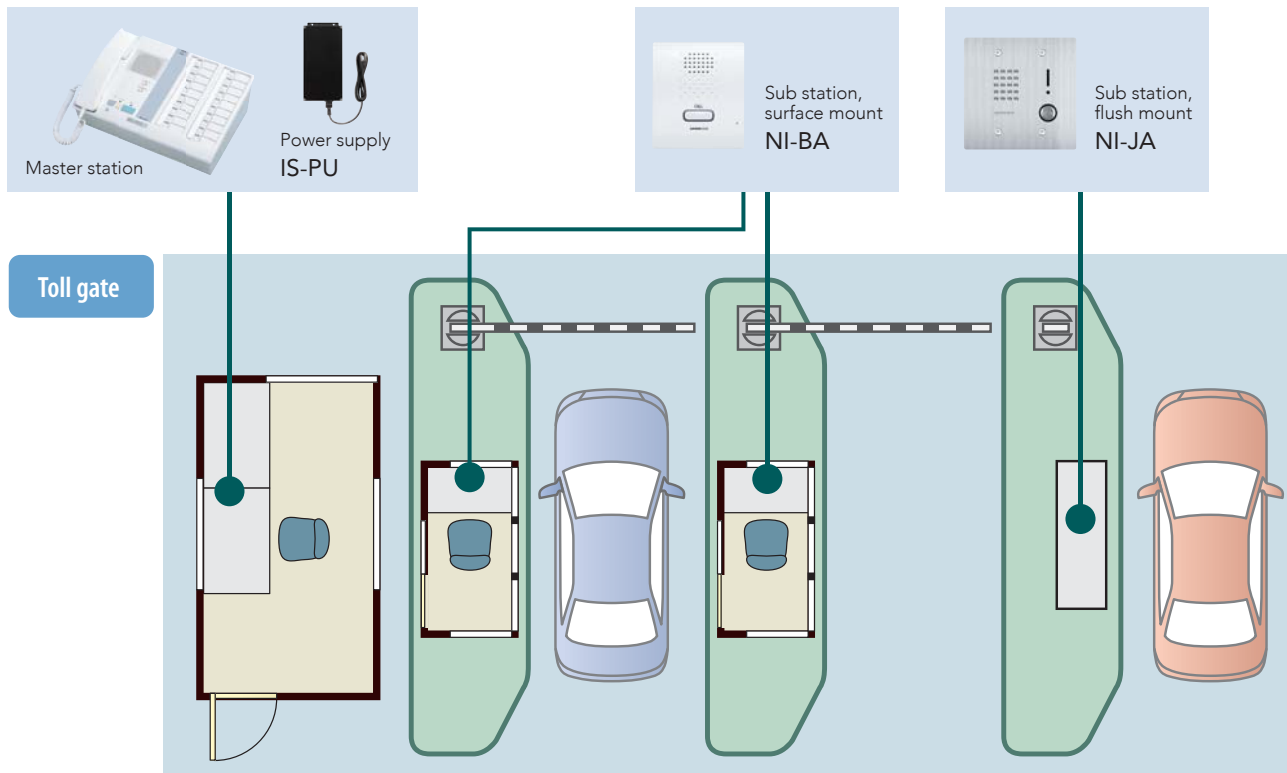 Master station
Power supply
IS-PU
Sub station,
surface mount
NI-BA
Sub station,
flush mount
NI-JA
Toll gate